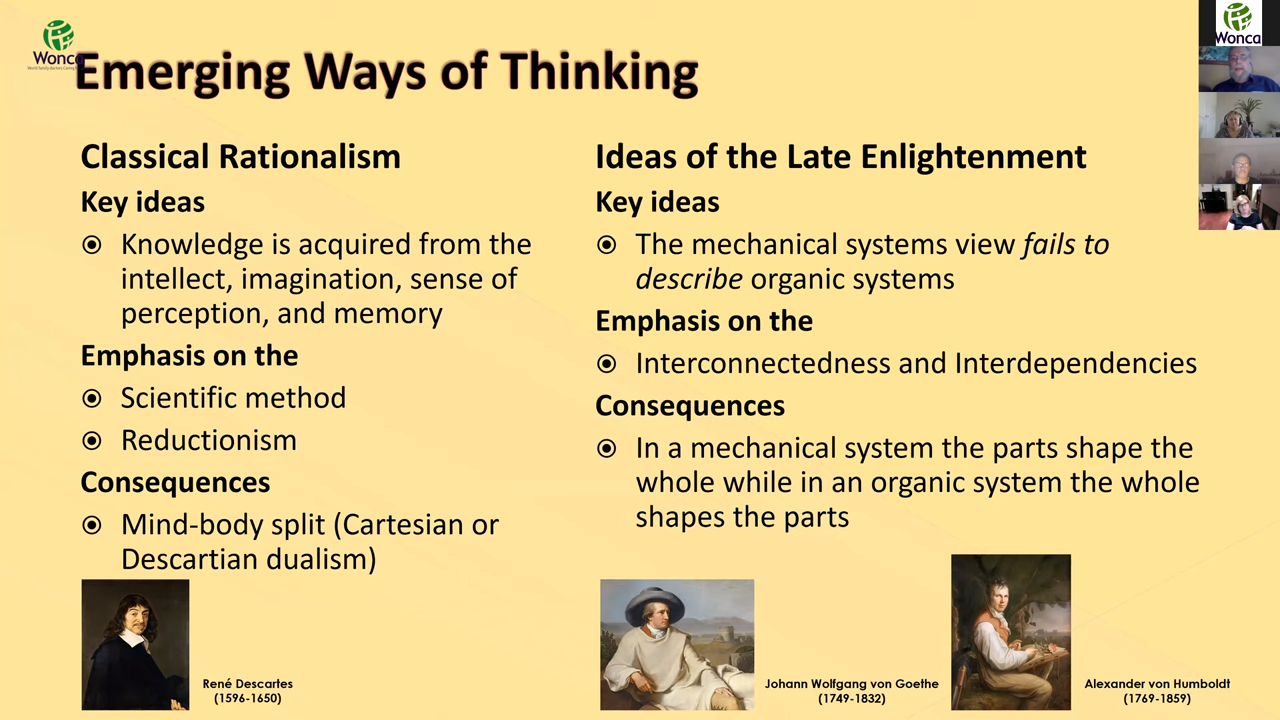 Wonca
World family doctors. Caring
Emerging Ways of Thinking
Classical Rationalism
Key ideas
Knowledge is acquired from the
intellect, imagination, sense of
perception, and memory
Emphasis on the
Scientific method
Reductionism
Consequences
Mind-body split (Cartesian or
Descartian dualism)
René Descartes
(1596-1650)
Ideas of the Late Enlightenment
Key ideas
The mechanical systems view fails to
describe organic systems
Emphasis on the
Interconnectedness and Interdependencies
Consequences
In a mechanical system the parts shape the
whole while in an organic system the whole
shapes the parts
Johann Wolfgang von Goethe
(1749-1832)
Alexander von Humboldt
(1769-1859)
Wonca